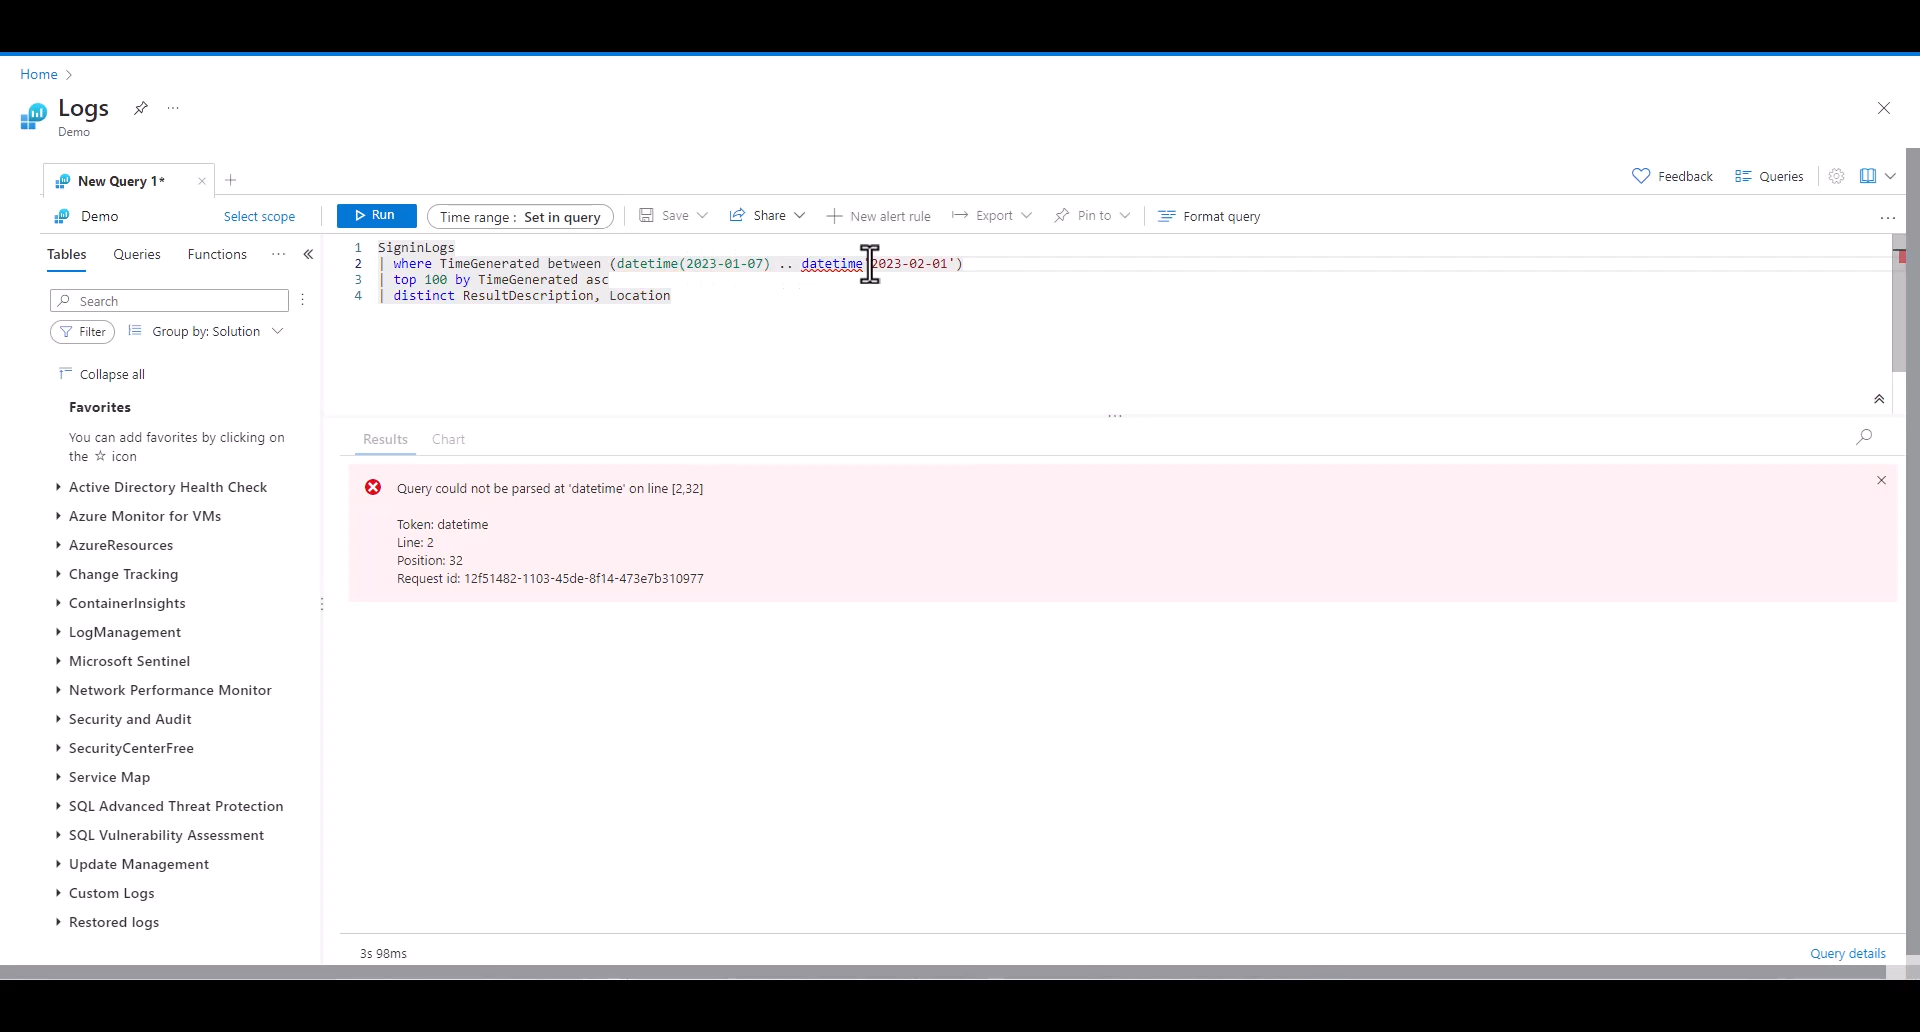 Home
Logs
Demo
New Query 1*
Feedback
Queries
Demo
Select scope
Run
Time range : Set in query
Save
Share
New alert rule
Export
Pin to
Format query
Tables
Queries
Functions
Search
Filter
Group by: Solution
Collapse all
Favorites
You can add favorites by clicking on
the ☆ icon
Active Directory Health Check
Azure Monitor for VMs
AzureResources
Change Tracking
ContainerInsights
LogManagement
Microsoft Sentinel
Network Performance Monitor
Security and Audit
SecurityCenterFree
Service Map
SQL Advanced Threat Protection
SQL Vulnerability Assessment
Update Management
Custom Logs
Restored logs
1 SigninLogs
2 | where TimeGenerated between (datetime(2023-01-07) .. datetime'2023-02-01')
3 | top 100 by TimeGenerated asc
4 | distinct ResultDescription, Location
Results
Chart
Query could not be parsed at 'datetime' on line [2,32]
Token: datetime
Line: 2
Position: 32
Request id: 12f51482-1103-45de-8f14-473e7b310977
3s 98ms
Query details